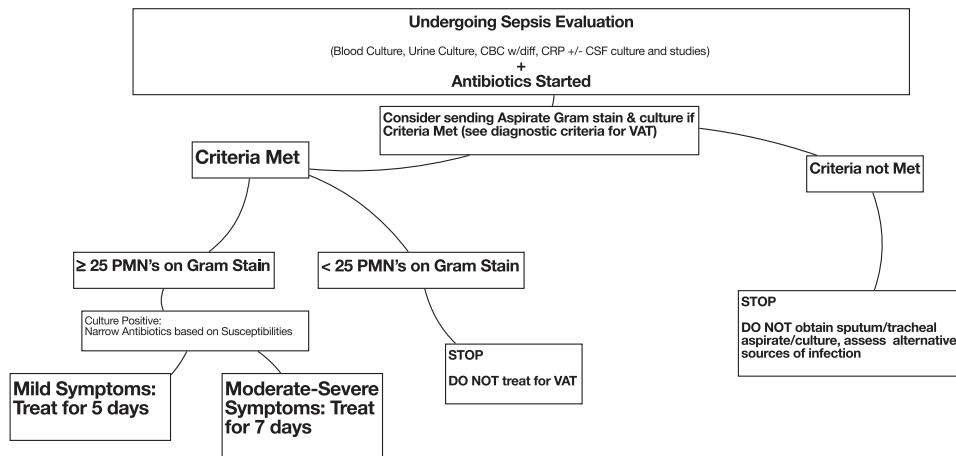 Undergoing Sepsis Evaluation
(Blood Culture, Urine Culture, CBC w/diff, CRP +/- CSF culture and studies)
+
Antibiotics Started
Consider sending Aspirate Gram stain & culture if
Criteria Met (see diagnostic criteria for VAT)
Criteria Met
Criteria not Met
≥ 25 PMN's on Gram Stain
< 25 PMN's on Gram Stain
Culture Positive:
Narrow Antibiotics based on Susceptibilities
STOP
DO NOT obtain sputum/tracheal
aspirate/culture, assess alternative
sources of infection
STOP
DO NOT treat for VAT
Mild Symptoms:
Treat for 5 days
Moderate-Severe
Symptoms: Treat
for 7 days